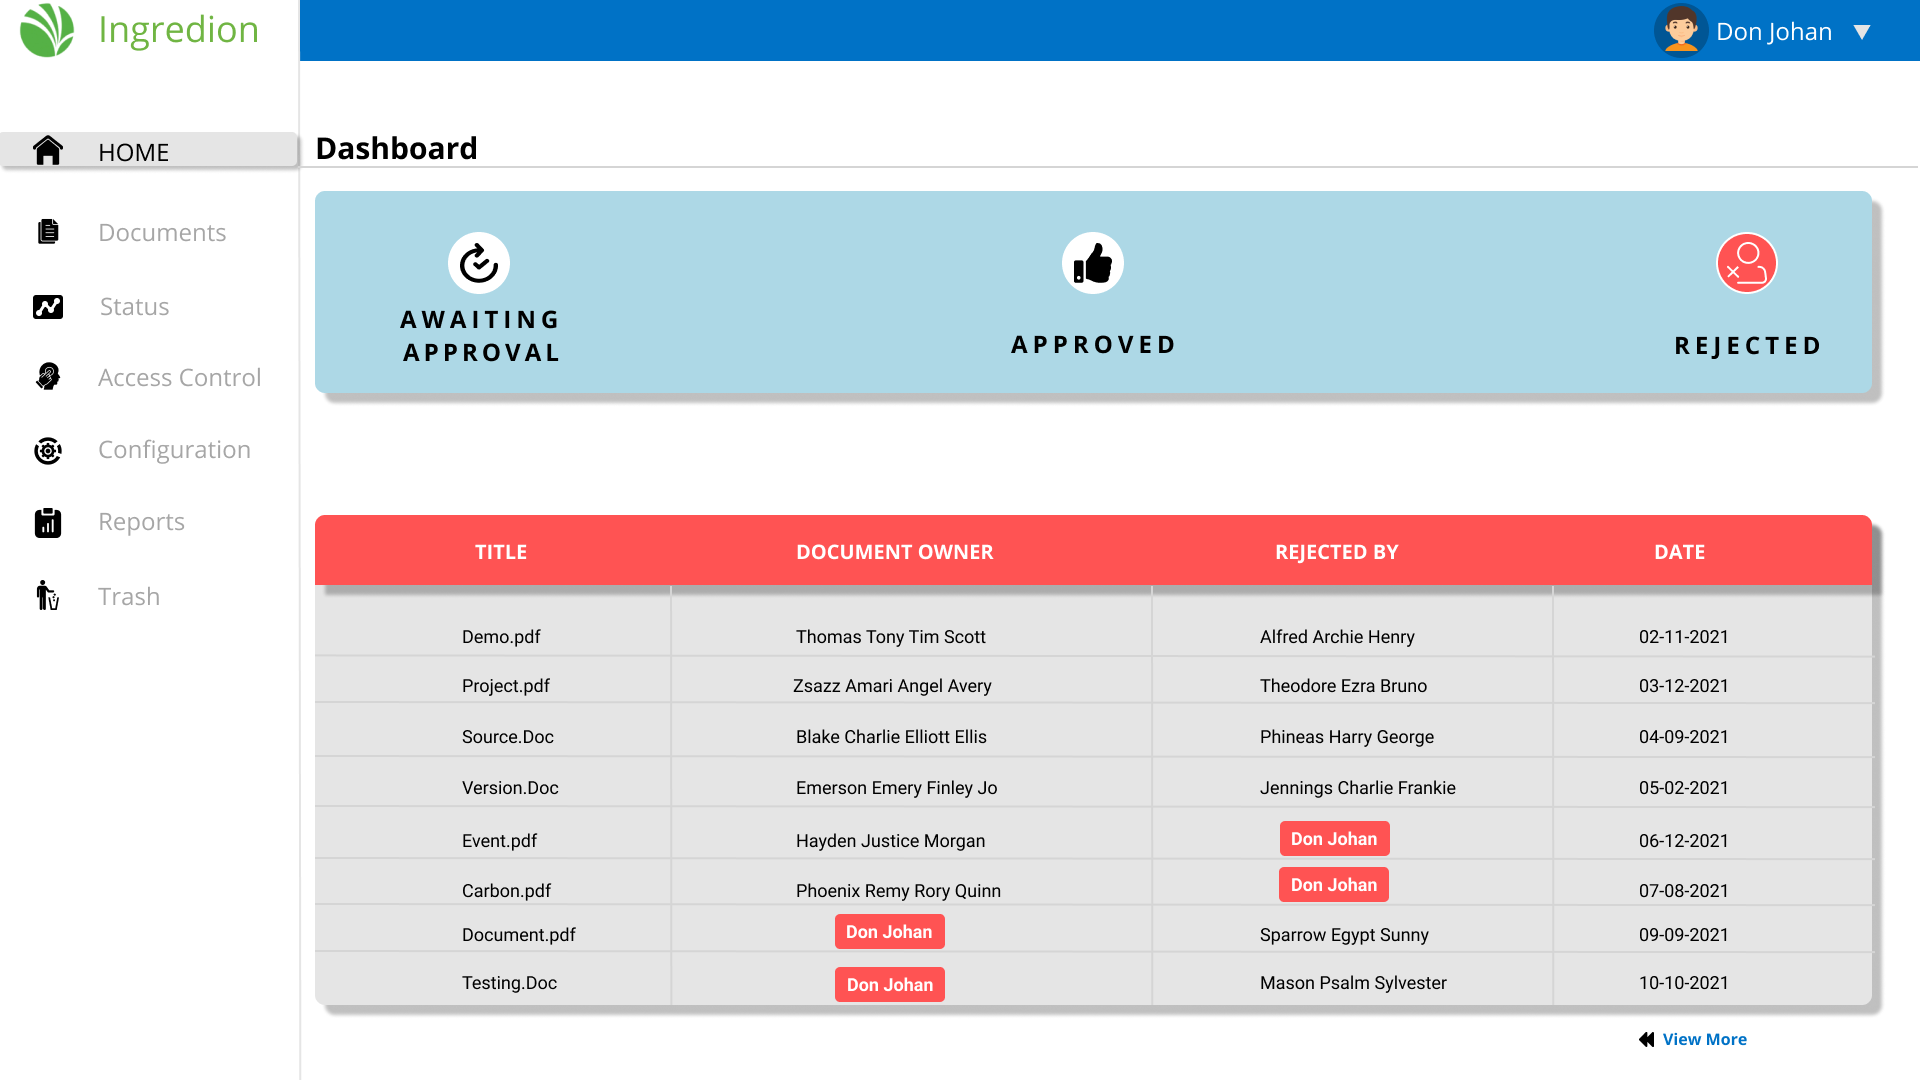 Ingredion
Don Johan
HOME
Documents
Status
Access Control
Configuration
Reports
Trash
Dashboard
AWAITING
APPROVAL
APPROVED
REJECTED
TITLE DOCUMENT OWNER REJECTED BY DATE
Demo.pdf Thomas Tony Tim Scott Alfred Archie Henry 02-11-2021
Project.pdf Zsazz Amari Angel Avery Theodore Ezra Bruno 03-12-2021
Source.Doc Blake Charlie Elliott Ellis Phineas Harry George 04-09-2021
Version.Doc Emerson Emery Finley Jo Jennings Charlie Frankie 05-02-2021
Event.pdf Hayden Justice Morgan Don Johan 06-12-2021
Carbon.pdf Phoenix Remy Rory Quinn Don Johan 07-08-2021
Document.pdf Don Johan Sparrow Egypt Sunny 09-09-2021
Testing.Doc Don Johan Mason Psalm Sylvester 10-10-2021
View More